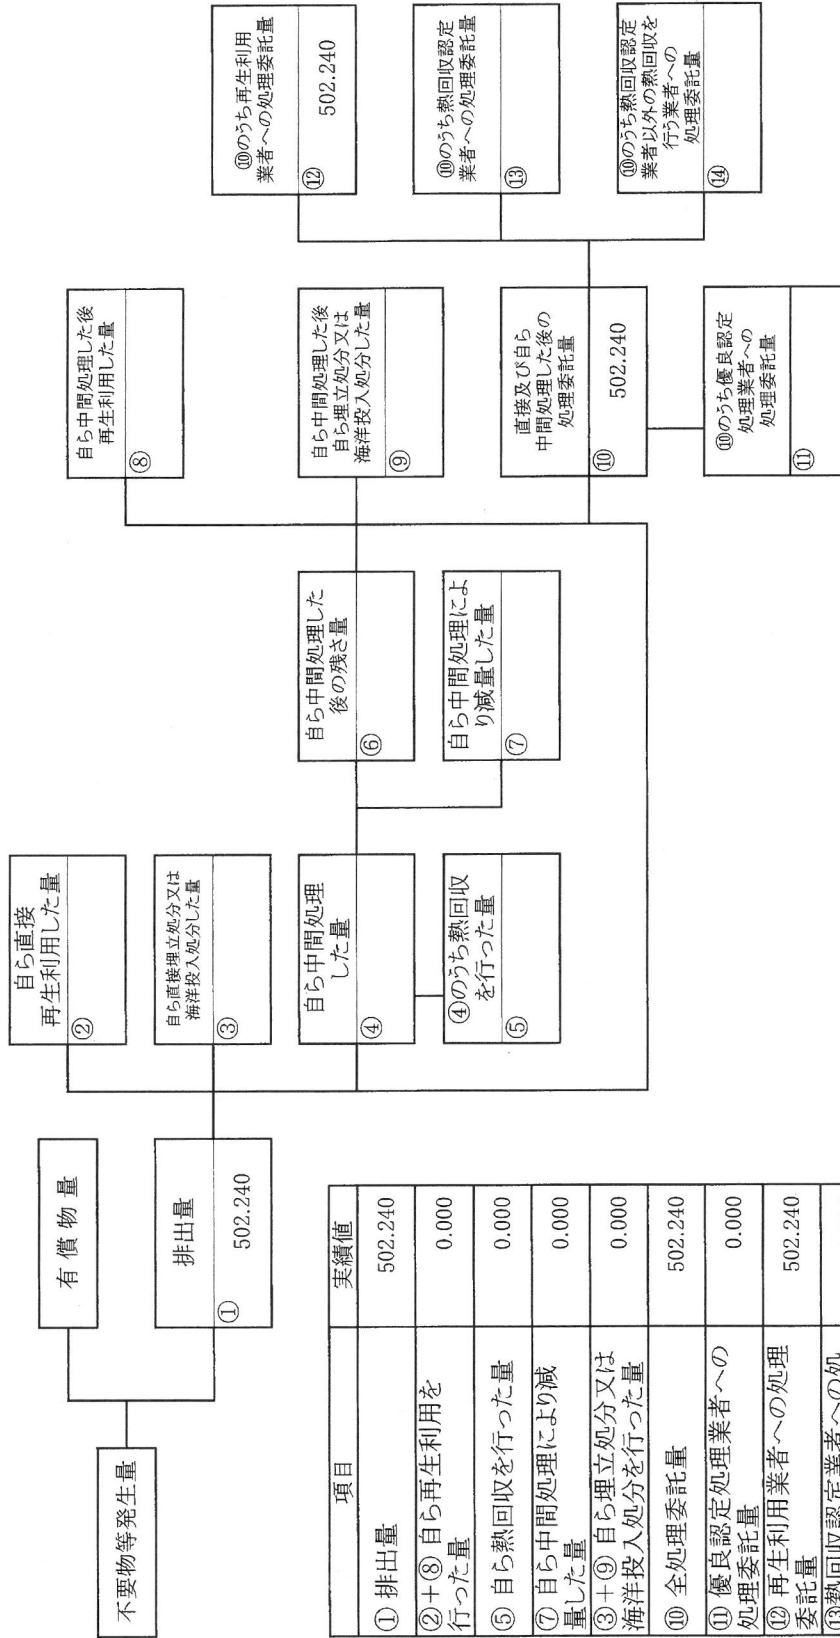 不要物等発生量
有償物量
排出量
①
502.240
自ら直接
再生利用した量
②
自ら直接埋立処分又は
海洋投入処分した量
③
自ら中間処理
した量
④
④のうち熱回収
を行った量
⑤
自ら中間処理した
後の残さ量
⑥
自ら中間処理によ
り減量した量
⑦
自ら中間処理した後
再生利用した量
⑧
自ら中間処理した後
自ら埋立処分又は
海洋投入処分した量
⑨
直接及び自ら
中間処理した後の
処理委託量
⑩
502.240
⑩のうち優良認定
処理業者への
処理委託量
⑪
⑩のうち再生利用
業者への処理委託量
⑫
502.240
⑩のうち熱回収認定
業者への処理委託量
⑬
⑩のうち熱回収認定
業者以外の熱回収を
行う業者への
処理委託量
⑭
項目 実績値
①排出量 502.240
②+⑧自ら再生利用を
行った量 0.000
⑤自ら熱回収を行った量 0.000
⑦自ら中間処理により減
量した量 0.000
③+⑨自ら埋立処分又は
海洋投入処分を行った量 0.000
⑩全処理委託量 502.240
⑪優良認定処理業者への
処理委託量 0.000
⑫再生利用業者への処理
委託量 502.240
⑬熱回収認定業者への処